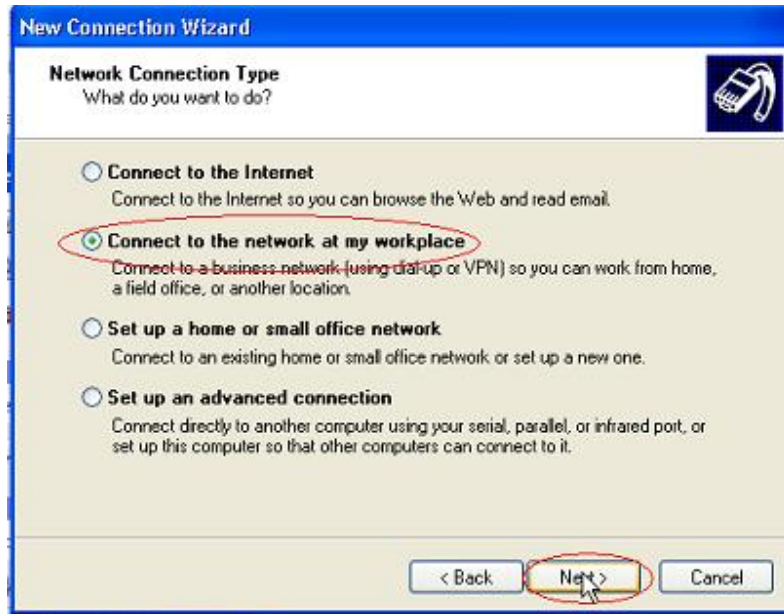 New Connection Wizard
Network Connection Type
What do you want to do?
Connect to the Internet
Connect to the Internet so you can browse the Web and read email.
Connect to the network at my workplace
Connect to a business network (using dial-up or VPN) so you can work from home,
a field office, or another location.
Set up a home or small office network
Connect to an existing home or small office network or set up a new one.
Set up an advanced connection
Connect directly to another computer using your serial, parallel, or infrared port, or
set up this computer so that other computers can connect to it.
< Back Next > Cancel